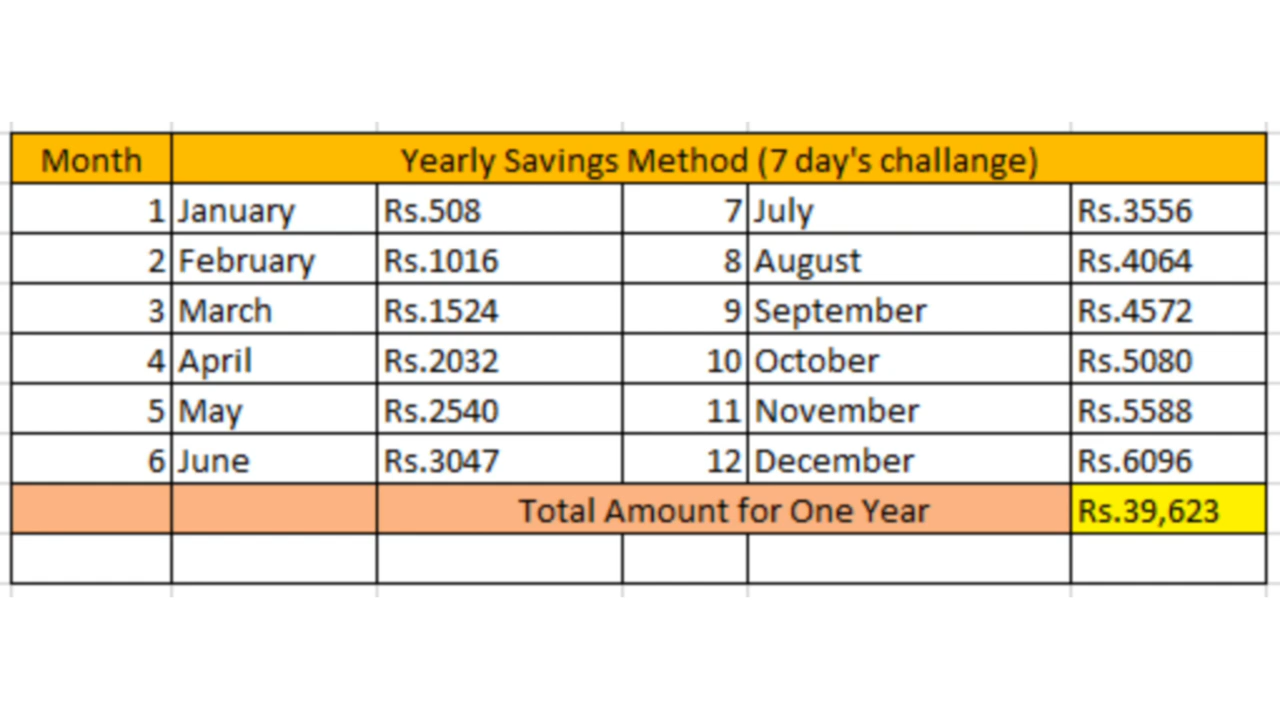 Month Yearly Savings Method (7 day's challange)
1 January Rs.508 7 July Rs.3556
2 February Rs.1016 8 August Rs.4064
3 March Rs.1524 9 September Rs.4572
4 April Rs.2032 10 October Rs.5080
5 May Rs.2540 11 November Rs.5588
6 June Rs.3047 12 December Rs.6096
Total Amount for One Year Rs.39,623